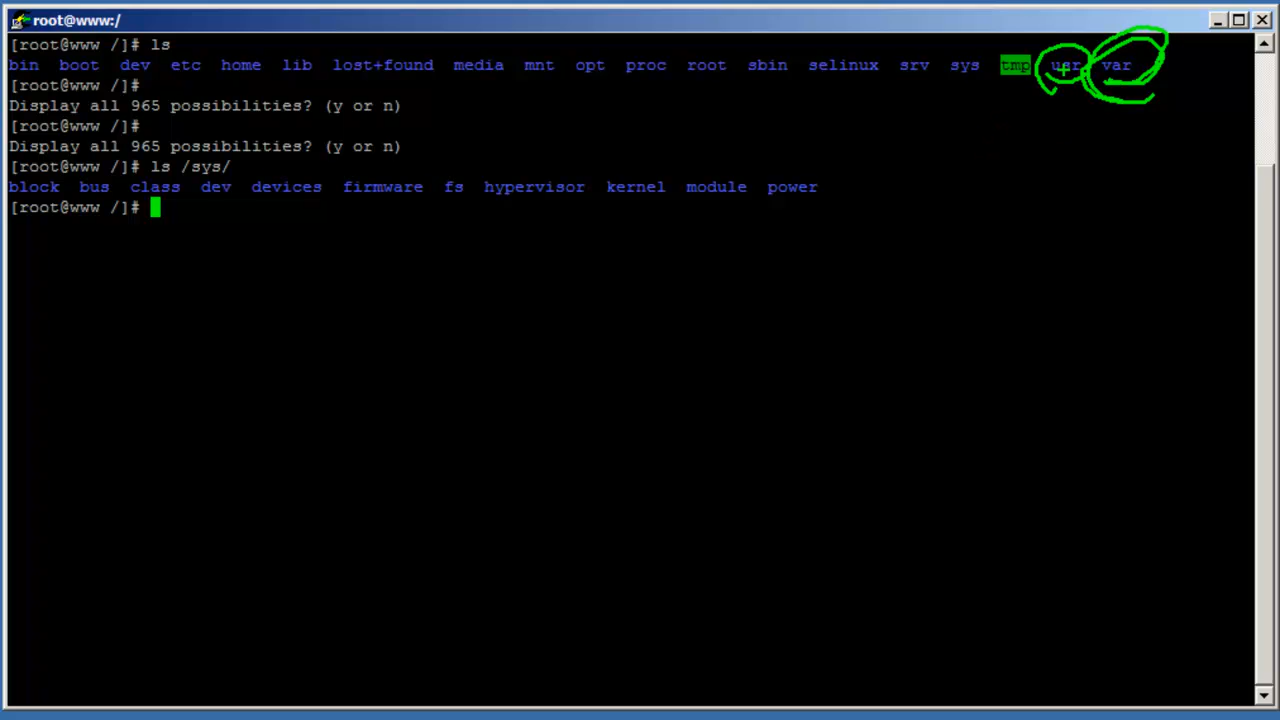 root@www:/
[root@www /]# ls
bin boot dev etc home lib lost+found media mnt opt proc root sbin selinux srv sys tmp usr var
[root@www /]#
Display all 965 possibilities? (y or n)
[root@www /]#
Display all 965 possibilities? (y or n)
[root@www /]# ls /sys/
block bus class dev devices firmware fs hypervisor kernel module power
[root@www /]#